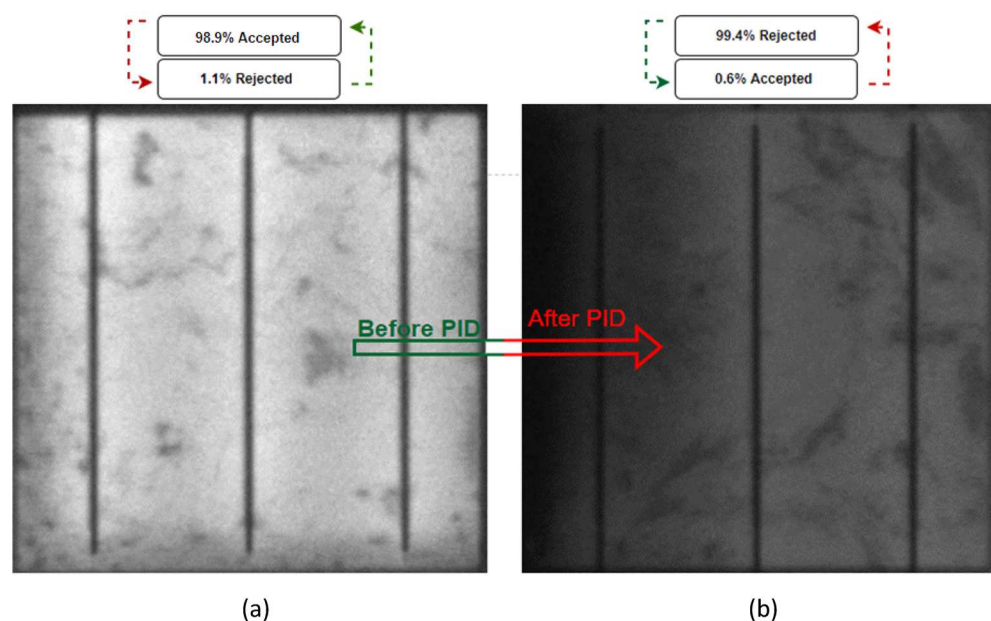 98.9% Accepted
1.1% Rejected
99.4% Rejected
0.6% Accepted
Before PID
After PID
(a)
(b)